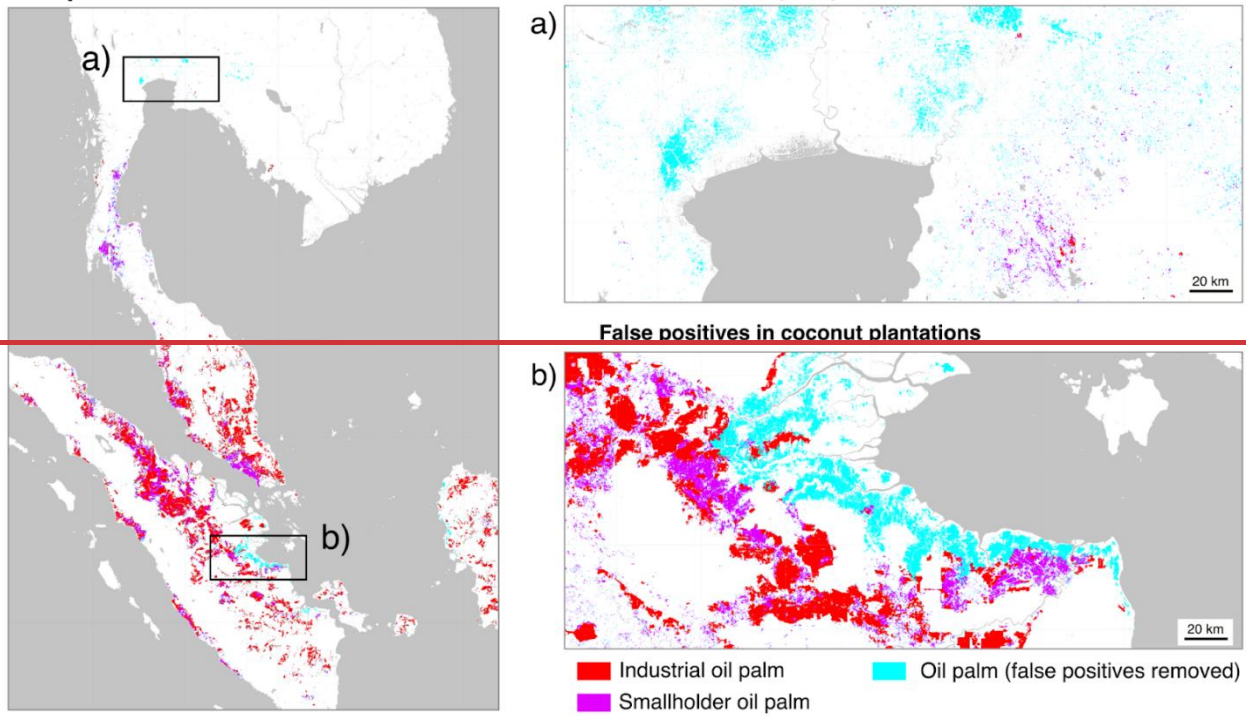 a)
b)
a)
20 km
False positives in coconut plantations
b)
20 km
Industrial oil palm
Oil palm (false positives removed)
Smallholder oil palm